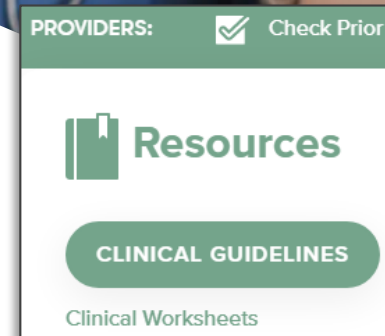 PROVIDERS: Check Prior
Resources
CLINICAL GUIDELINES
Clinical Worksheets